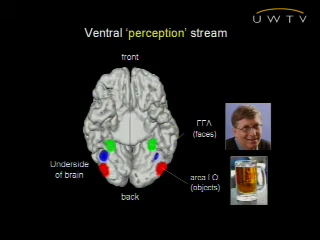 UWTV
Ventral 'perception' stream
front
FFA
(faces)
Underside
of brain
area LO
(objects)
back